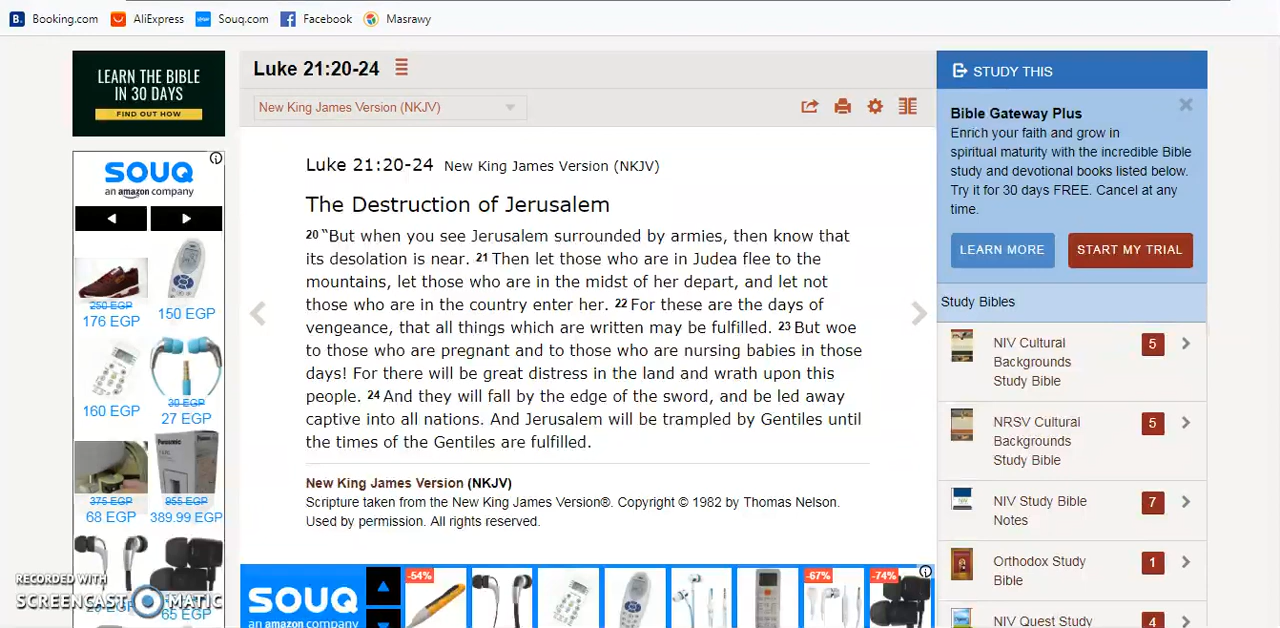 Booking.com AliExpress Souq.com Facebook Masrawy
LEARN THE BIBLE
IN 30 DAYS
FIND OUT HOW
SOUQ
an amazon company
250 EGP
176 EGP
150 EGP
160 EGP
30 EGP
27 EGP
375 EGP
68 EGP
955 EGP
389.99 EGP
65 EGP
RECORDED WITH
SCREENCAST MATIC
Luke 21:20-24
New King James Version (NKJV)
Luke 21:20-24 New King James Version (NKJV)
The Destruction of Jerusalem
20 “But when you see Jerusalem surrounded by armies, then know that
its desolation is near. 21 Then let those who are in Judea flee to the
mountains, let those who are in the midst of her depart, and let not
those who are in the country enter her. 22 For these are the days of
vengeance, that all things which are written may be fulfilled. 23 But woe
to those who are pregnant and to those who are nursing babies in those
days! For there will be great distress in the land and wrath upon this
people. 24 And they will fall by the edge of the sword, and be led away
captive into all nations. And Jerusalem will be trampled by Gentiles until
the times of the Gentiles are fulfilled.
New King James Version (NKJV)
Scripture taken from the New King James Version®. Copyright © 1982 by Thomas Nelson.
Used by permission. All rights reserved.
SOUQ
an amazon company
-54%
-67%
-74%
STUDY THIS
Bible Gateway Plus
Enrich your faith and grow in
spiritual maturity with the incredible Bible
study and devotional books listed below.
Try it for 30 days FREE. Cancel at any
time.
LEARN MORE START MY TRIAL
Study Bibles
NIV Cultural
Backgrounds
Study Bible
5
NRSV Cultural
Backgrounds
Study Bible
5
NIV Study Bible
Notes
7
Orthodox Study
Bible
1
NIV Quest Study
4